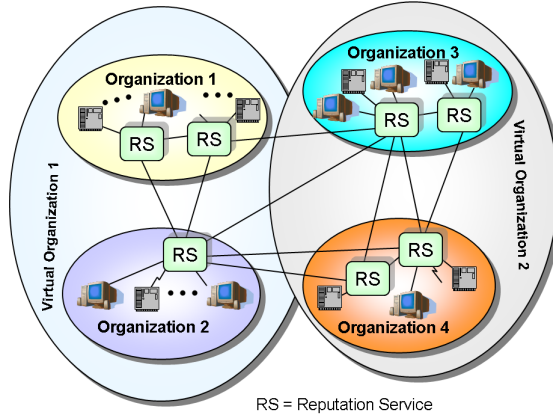 Organization 1
RS
RS
Organization 3
RS
RS
Virtual Organization 1
Virtual Organization 2
RS
Organization 2
RS
RS
Organization 4
RS = Reputation Service